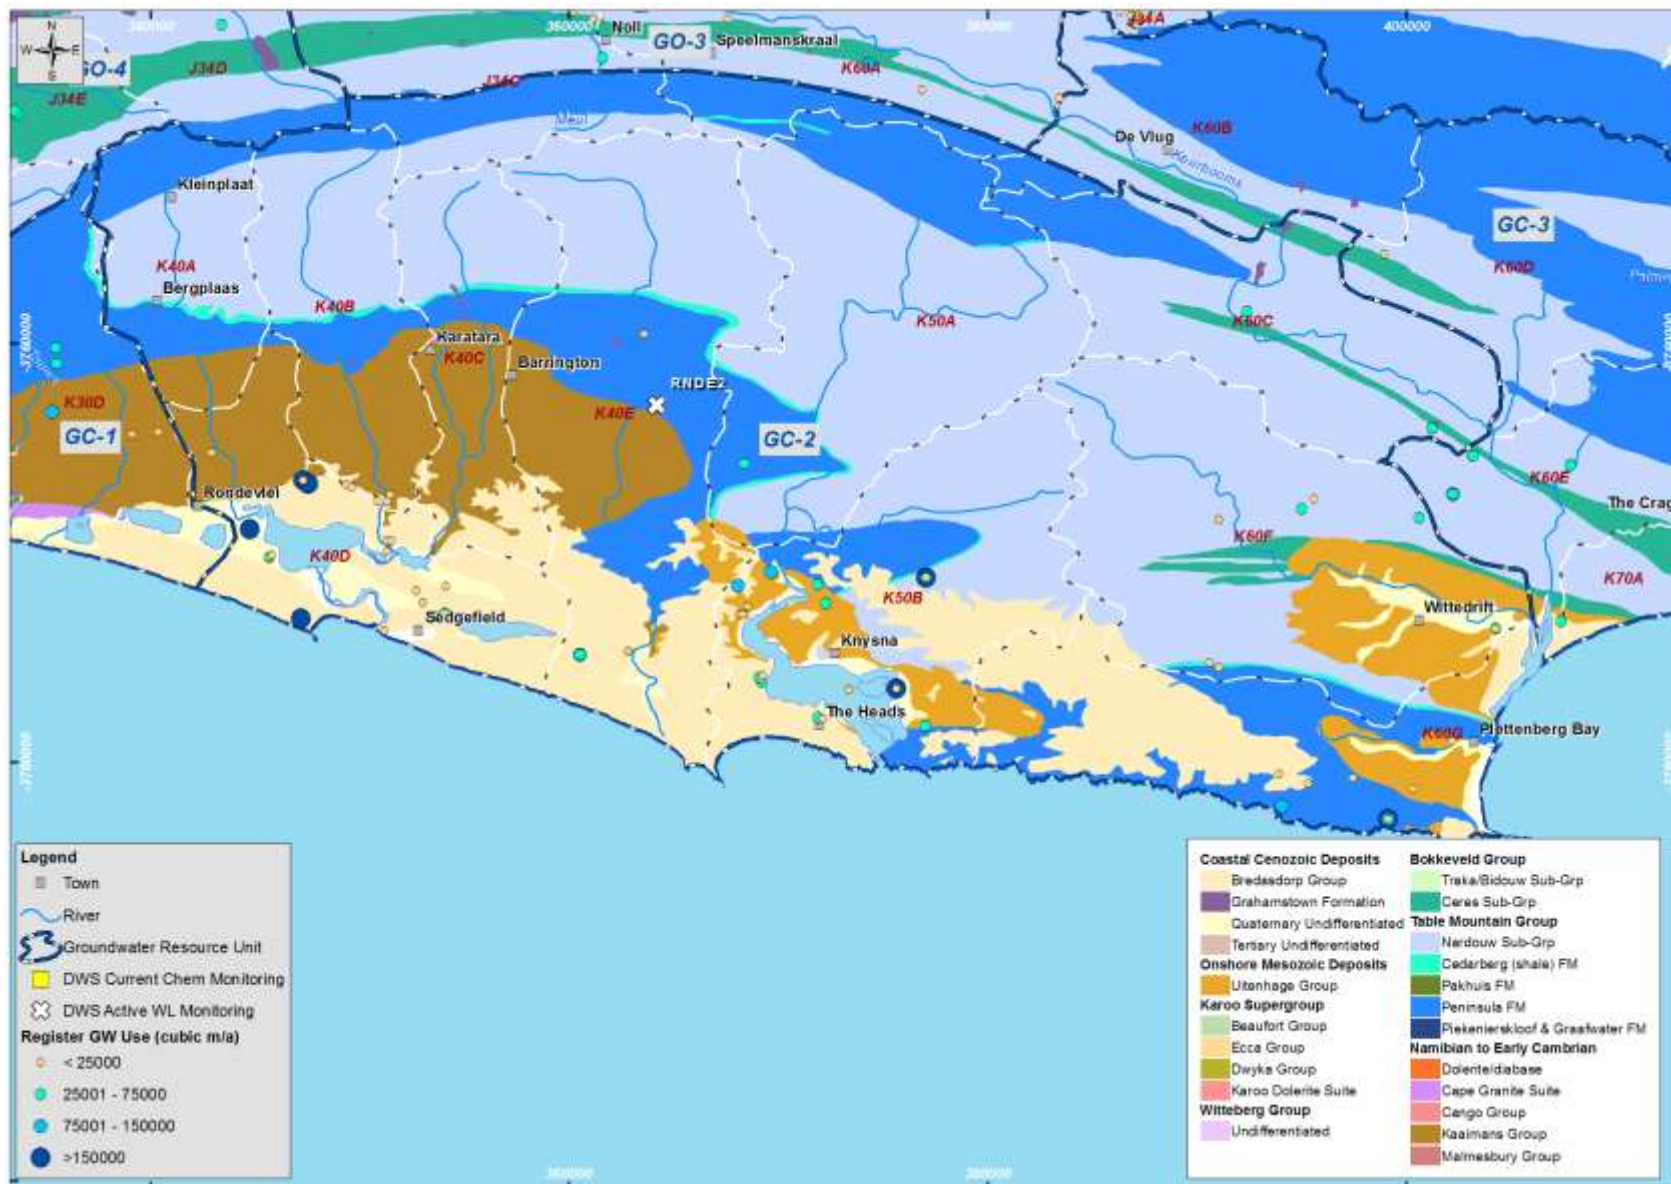 N
W E
S
340000
360000
380000
400000
Noll
GO-3
Speelmanskraal
J34A
GO-4
J34D
J34C
K60A
J34E
Meul
De Vlug
K60B
Keurbooms
Kleinplaat
GC-3
K40A
K60D
Bergplaas
K40B
K50A
K60C
-3760000
Karatara
K40C
Barrington
RNDE2
K30D
K40E
GC-1
GC-2
Rondevlei
K60E
The Crag
K40D
K60F
K70A
K50B
Wittedrift
Sedgefield
Knysna
The Heads
K60G
Plettenberg Bay
-3770000
Legend
Town
River
Groundwater Resource Unit
DWS Current Chem Monitoring
DWS Active WL Monitoring
Register GW Use (cubic m/a)
< 25000
25001 - 75000
75001 - 150000
>150000
Coastal Cenozoic Deposits
Bredasdorp Group
Grahamstown Formation
Quaternary Undifferentiated
Tertiary Undifferentiated
Onshore Mesozoic Deposits
Uitenhage Group
Karoo Supergroup
Beaufort Group
Ecca Group
Dwyka Group
Karoo Dolerite Suite
Witteberg Group
Undifferentiated
Bokkeveld Group
Traka/Bidouw Sub-Grp
Ceres Sub-Grp
Table Mountain Group
Nardouw Sub-Grp
Cedarberg (shale) FM
Pakhuis FM
Peninsula FM
Piekenierskloof & Graafwater FM
Namibian to Early Cambrian
Dolerite/diabase
Cape Granite Suite
Cango Group
Kaaimans Group
Malmesbury Group
360000
380000